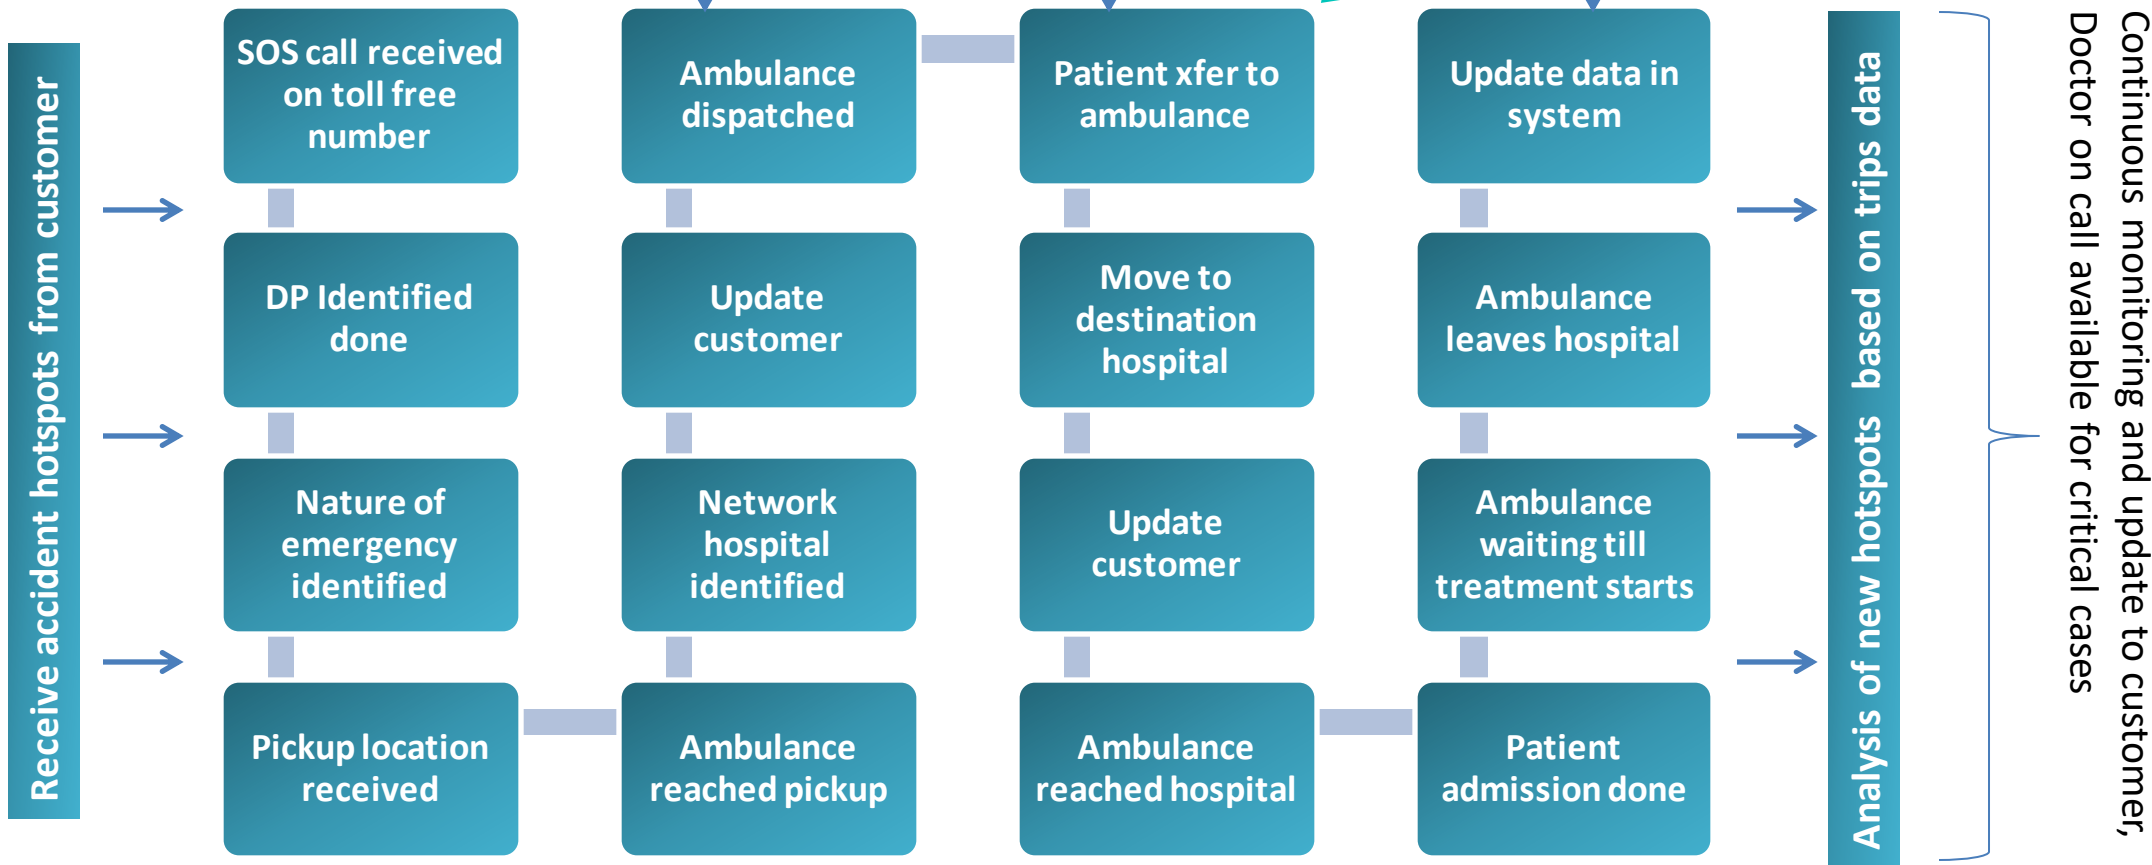 Receive accident hotspots from customer
SOS call received
on toll free
number
DP Identified
done
Nature of
emergency
identified
Pickup location
received
Ambulance
dispatched
Update
customer
Network
hospital
identified
Ambulance
reached pickup
Patient xfer to
ambulance
Move to
destination
hospital
Update
customer
Ambulance
reached hospital
Update data in
system
Ambulance
leaves hospital
Ambulance
waiting till
treatment starts
Patient
admission done
Analysis of new hotspots based on trips data
Continuous monitoring and update to customer,
Doctor on call available for critical cases